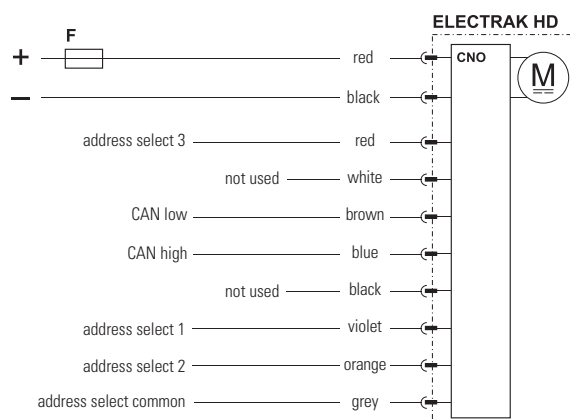 ELECTRAK HD
F
+ red CNO M
– black
address select 3 red
not used white
CAN low brown
CAN high blue
not used black
address select 1 violet
address select 2 orange
address select common grey